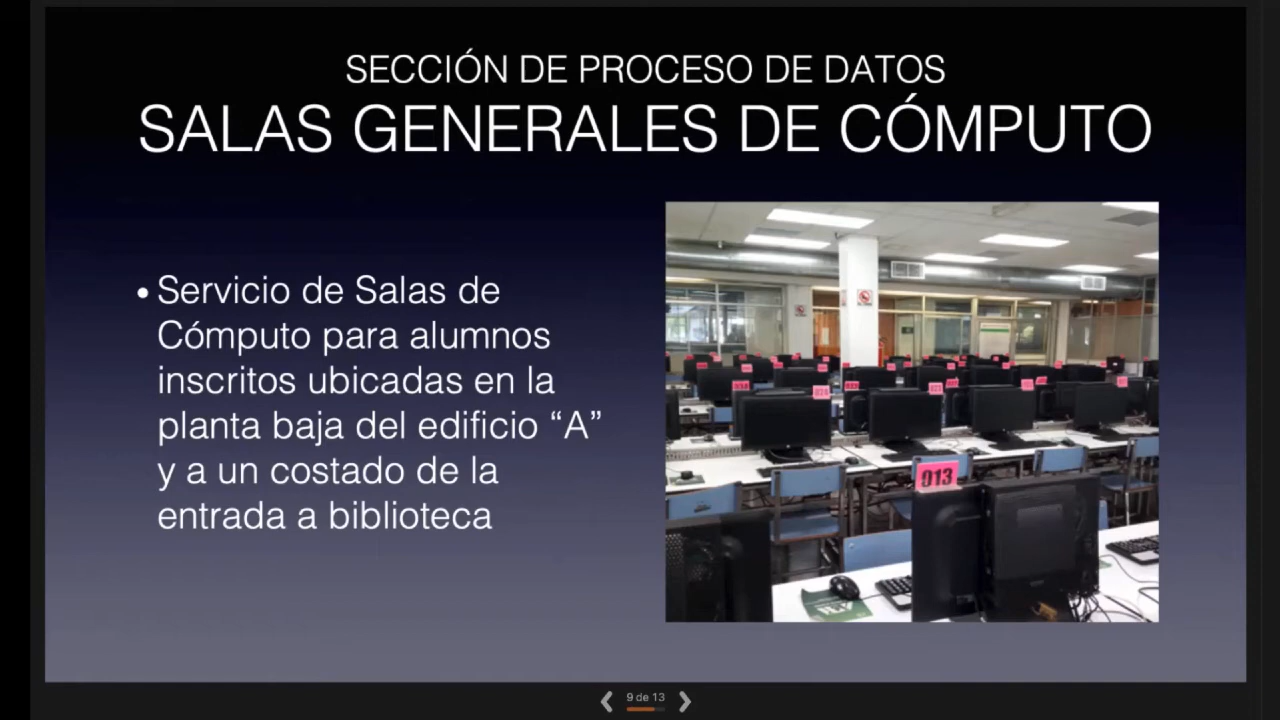 SECCIÓN DE PROCESO DE DATOS
SALAS GENERALES DE CÓMPUTO
• Servicio de Salas de
Cómputo para alumnos
inscritos ubicadas en la
planta baja del edificio “A”
y a un costado de la
entrada a biblioteca
013
9 de 13